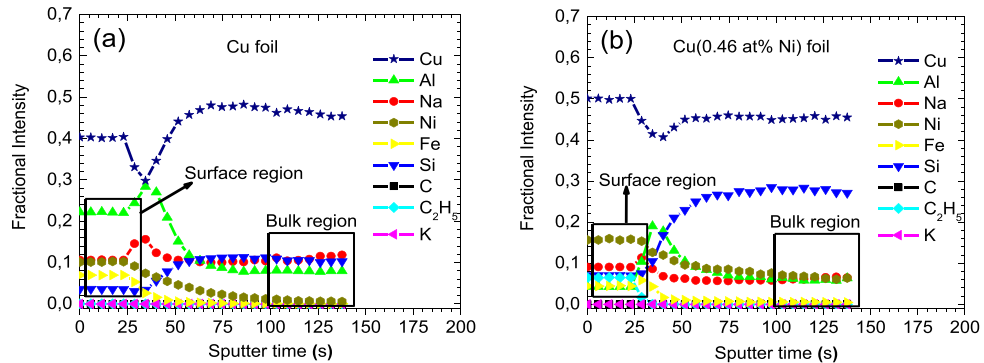 (a)
Cu foil
Fractional Intensity
0,7
0,6
0,5
0,4
0,3
0,2
0,1
0,0
Cu
Al
Na
Ni
Fe
Si
C
C₂H₅
K
Surface region
Bulk region
0 25 50 75 100 125 150 175 200
Sputter time (s)
(b)
Cu(0.46 at% Ni) foil
Fractional Intensity
0,7
0,6
0,5
0,4
0,3
0,2
0,1
0,0
Cu
Al
Na
Ni
Fe
Si
C
C₂H₅
K
Surface region
Bulk region
0 25 50 75 100 125 150 175 200
Sputter time (s)